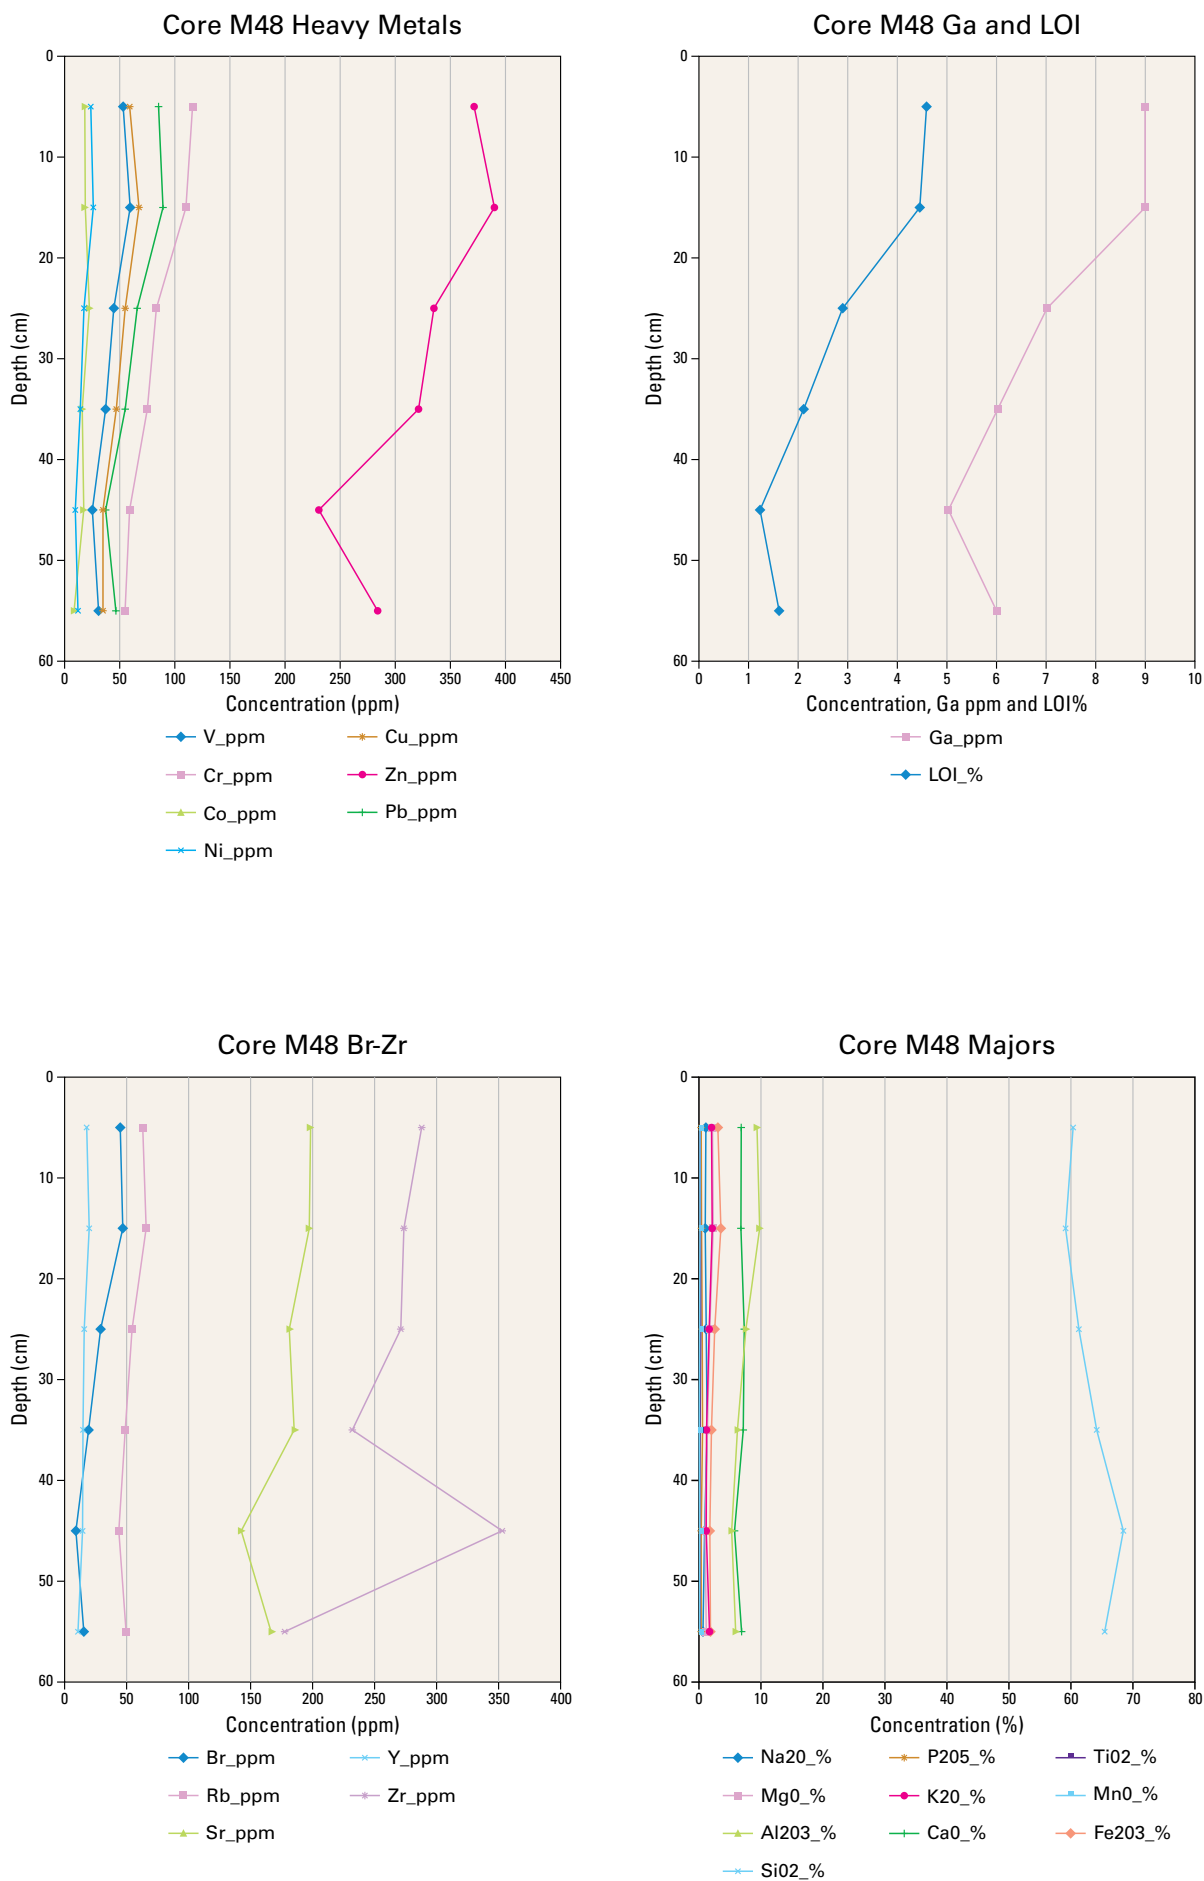 Core M48 Heavy Metals
0
10
20
30
40
50
60
Depth (cm)
0 50 100 150 200 250 300 350 400 450
Concentration (ppm)
V_ppm
Cr_ppm
Co_ppm
Ni_ppm
Cu_ppm
Zn_ppm
Pb_ppm
Core M48 Ga and LOI
0
10
20
30
40
50
60
Depth (cm)
0 1 2 3 4 5 6 7 8 9 10
Concentration, Ga ppm and LOI%
Ga_ppm
LOI_%
Core M48 Br-Zr
0
10
20
30
40
50
60
Depth (cm)
0 50 100 150 200 250 300 350 400
Concentration (ppm)
Br_ppm
Rb_ppm
Sr_ppm
Y_ppm
Zr_ppm
Core M48 Majors
0
10
20
30
40
50
60
Depth (cm)
0 10 20 30 40 50 60 70 80
Concentration (%)
Na20_%
Mg0_%
Al203_%
Si02_%
P205_%
K20_%
Ca0_%
Ti02_%
Mn0_%
Fe203_%